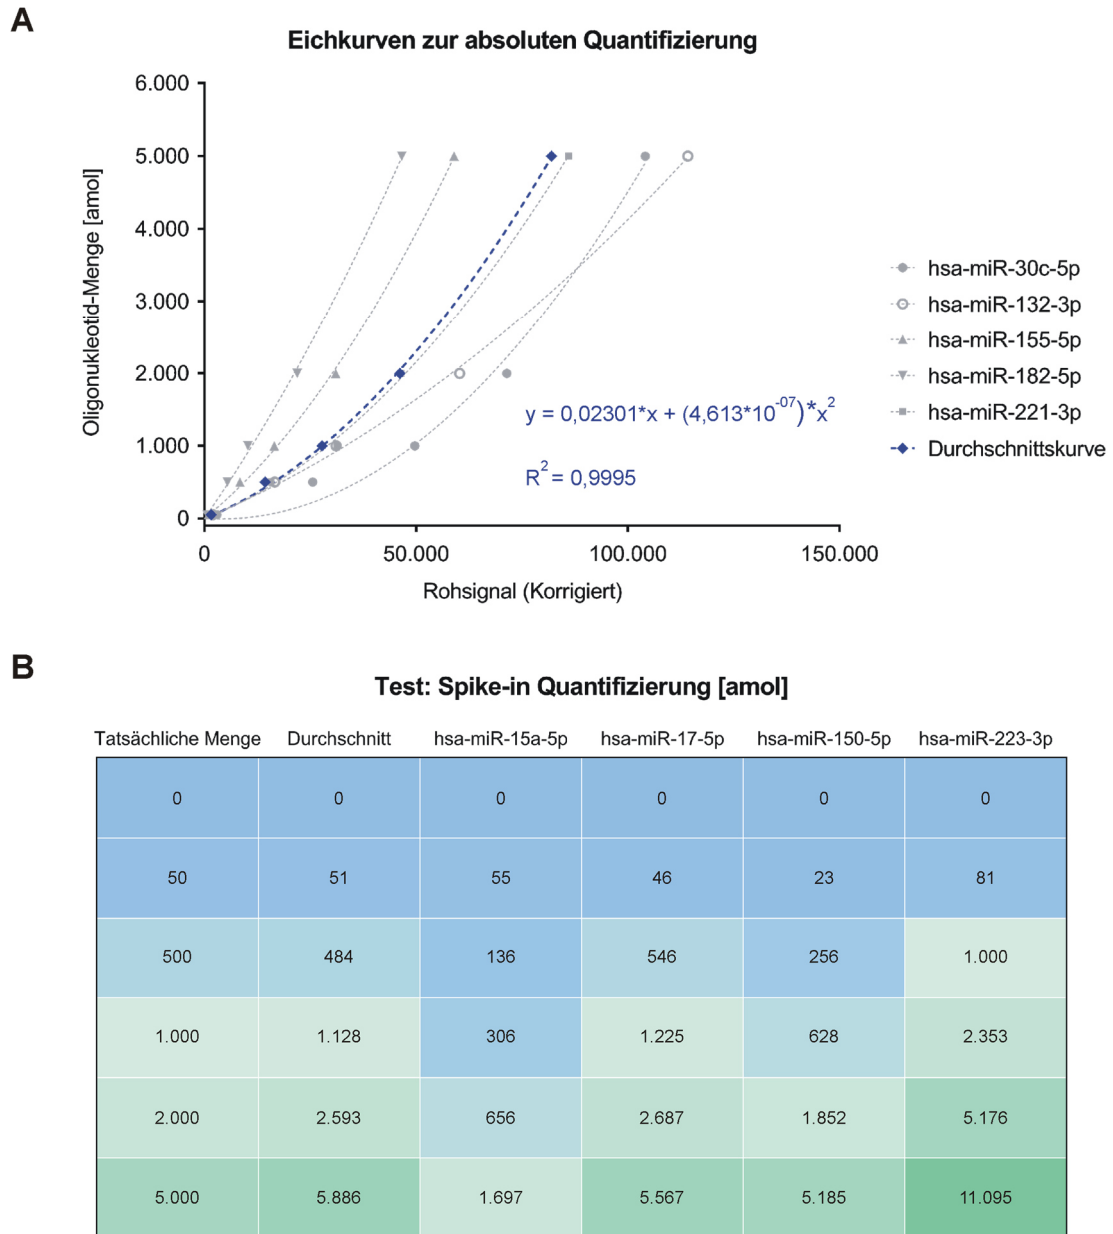 A
Eichkurven zur absoluten Quantifizierung
6.000
5.000
4.000
3.000
2.000
1.000
0
Oligonukleotid-Menge [amol]
0 50.000 100.000 150.000
Rohsignal (Korrigiert)
y = 0,02301*x + (4,613*10⁻⁰⁷)*x²
R² = 0,9995
hsa-miR-30c-5p
hsa-miR-132-3p
hsa-miR-155-5p
hsa-miR-182-5p
hsa-miR-221-3p
Durchschnittskurve
B
Test: Spike-in Quantifizierung [amol]
Tatsächliche Menge Durchschnitt hsa-miR-15a-5p hsa-miR-17-5p hsa-miR-150-5p hsa-miR-223-3p
0 0 0 0 0 0
50 51 55 46 23 81
500 484 136 546 256 1.000
1.000 1.128 306 1.225 628 2.353
2.000 2.593 656 2.687 1.852 5.176
5.000 5.886 1.697 5.567 5.185 11.095